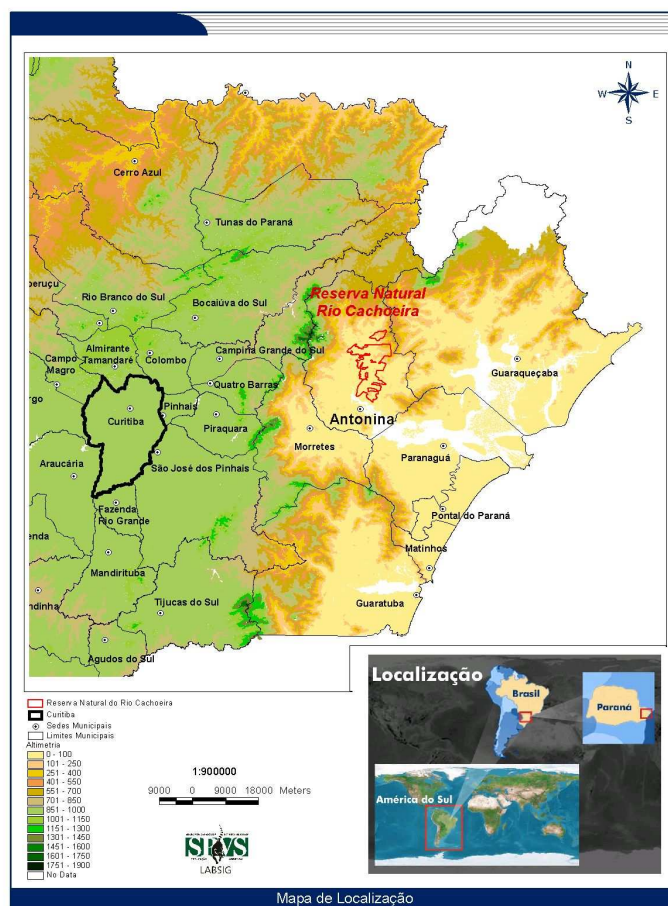 N
W E
S
Cerro Azul
Tunas do Paraná
Reserva Natural
Rio Cachoeira
Rio Branco do Sul
Bocaiúva do Sul
Almirante
Tamandaré
Colombo
Campina Grande do Sul
Campo
Magro
Quatro Barras
Guaraqueçaba
Curitiba
Pinhais
Piraquara
Antonina
Morretes
Paranaguá
Araucária
São José dos Pinhais
Fazenda
Rio Grande
Pontal do Paraná
Mandirituba
Matinhos
Tijucas do Sul
Guaratuba
Agudos do Sul
Localização
Brasil
Paraná
América do Sul
Reserva Natural do Rio Cachoeira
Curitiba
Sedes Municipais
Limites Municipais
Altimetria
0 - 100
101 - 250
251 - 400
401 - 550
551 - 700
701 - 850
851 - 1000
1001 - 1150
1151 - 1300
1301 - 1450
1451 - 1600
1601 - 1750
1751 - 1900
No Data
1:900000
9000 0 9000 18000 Meters
SPVS
LABSIG
Mapa de Localização